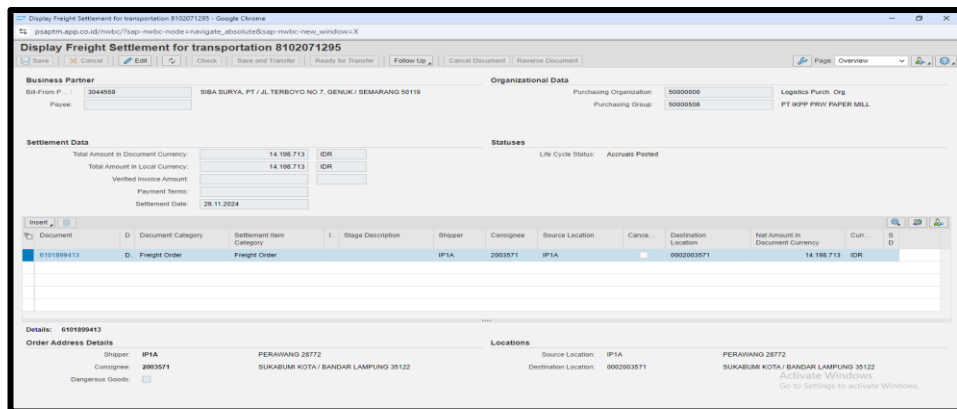 Display Freight Settlement for transportation 8102071295 - Google Chrome
psaptm.app.co.id/nwbc/?sap-nwbc-node=navigate_absolute&sap-nwbc-new_window=X
Display Freight Settlement for transportation 8102071295
Save Cancel Edit Check Save and Transfer Ready for Transfer Follow Up Cancel Document Reverse Document Page: Overview
Business Partner Organizational Data
Bill-From P... : 3044569 SIBA SURYA, PT / JL TERBOYO NO.7, GENUK / SEMARANG 50119 Purchasing Organization: 50000000 Logistics Purch. Org.
Payee: Purchasing Group: 50000506 PT IKPP PRW PAPER MILL
Settlement Data Statuses
Total Amount in Document Currency: 14.198.713 IDR Life Cycle Status: Accruals Posted
Total Amount in Local Currency: 14.198.713 IDR
Verified Invoice Amount:
Payment Terms:
Settlement Date: 29.11.2024
Insert
Document D Document Category Settlement Item Category I. Stage Description Shipper Consignee Source Location Cance... Destination Location Net Amount in Document Currency Curr... S D
6101899413 D. Freight Order Freight Order IP1A 2003571 IP1A 0002003571 14.198.713 IDR
Details: 6101899413
Order Address Details Locations
Shipper: IP1A PERAWANG 28772 Source Location: IP1A PERAWANG 28772
Consignee: 2003571 SUKABUMI KOTA / BANDAR LAMPUNG 35122 Destination Location: 0002003571 SUKABUMI KOTA / BANDAR LAMPUNG 35122
Dangerous Goods:
Activate Windows
Go to Settings to activate Windows.